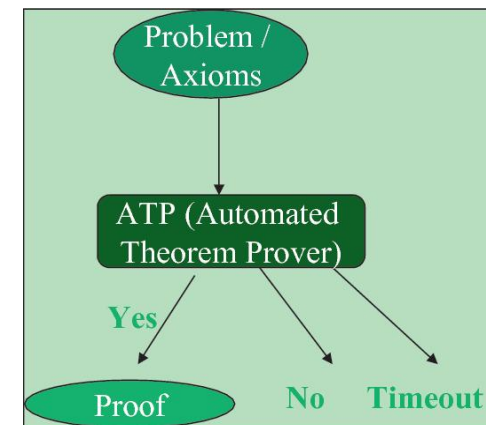 Problem /
Axioms
ATP (Automated
Theorem Prover)
Yes
Proof
No
Timeout